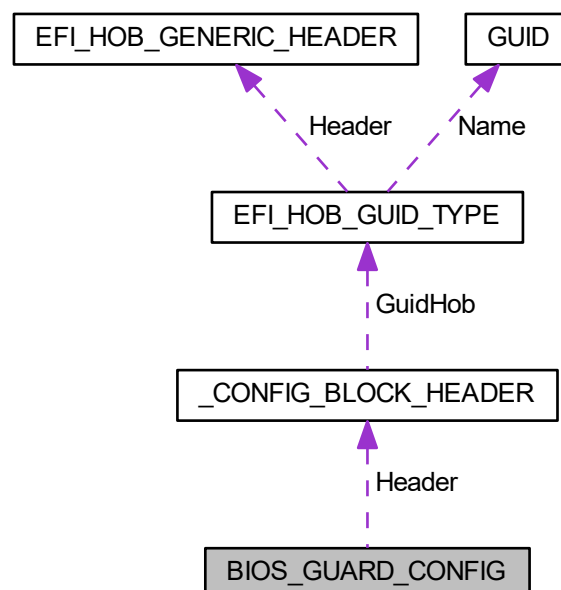 EFI_HOB_GENERIC_HEADER
GUID
Header
Name
EFI_HOB_GUID_TYPE
GuidHob
_CONFIG_BLOCK_HEADER
Header
BIOS_GUARD_CONFIG